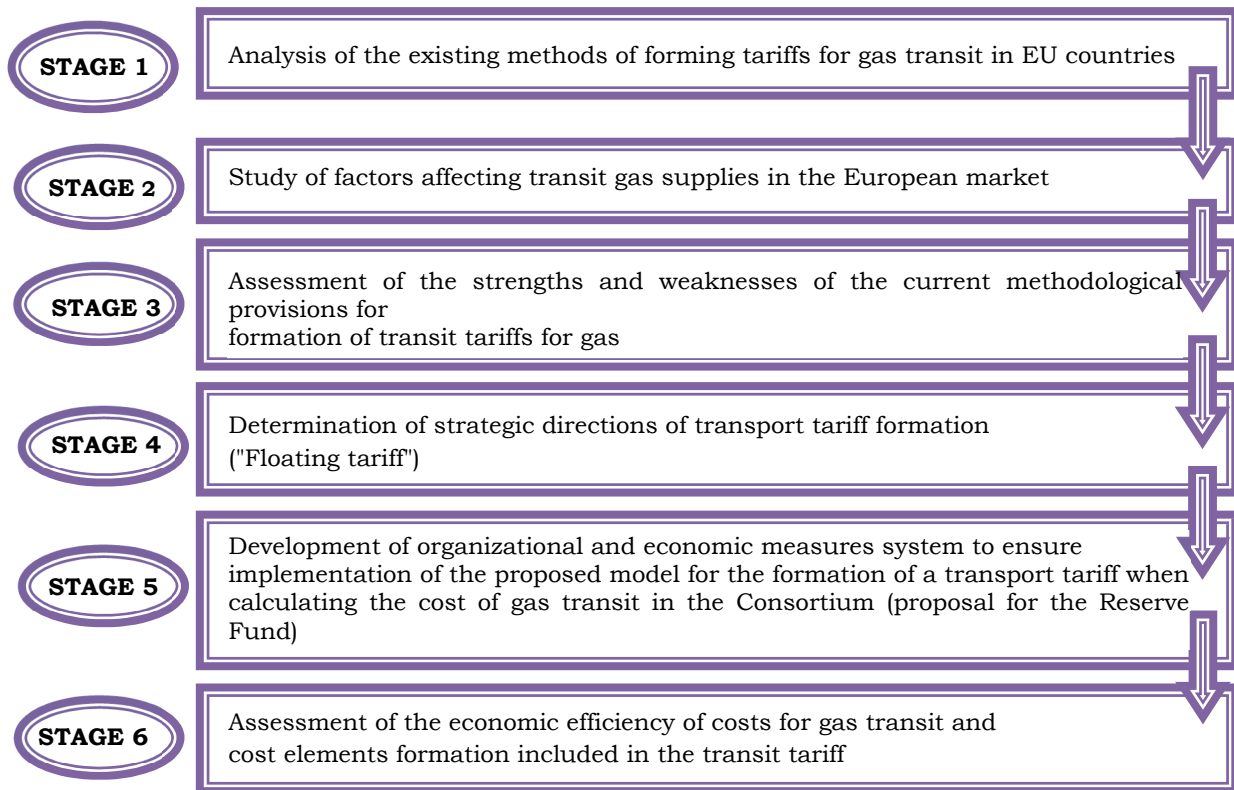 STAGE 1
Analysis of the existing methods of forming tariffs for gas transit in EU countries
STAGE 2
Study of factors affecting transit gas supplies in the European market
STAGE 3
Assessment of the strengths and weaknesses of the current methodological
provisions for
formation of transit tariffs for gas
STAGE 4
Determination of strategic directions of transport tariff formation
("Floating tariff")
STAGE 5
Development of organizational and economic measures system to ensure
implementation of the proposed model for the formation of a transport tariff when
calculating the cost of gas transit in the Consortium (proposal for the Reserve
Fund)
STAGE 6
Assessment of the economic efficiency of costs for gas transit and
cost elements formation included in the transit tariff